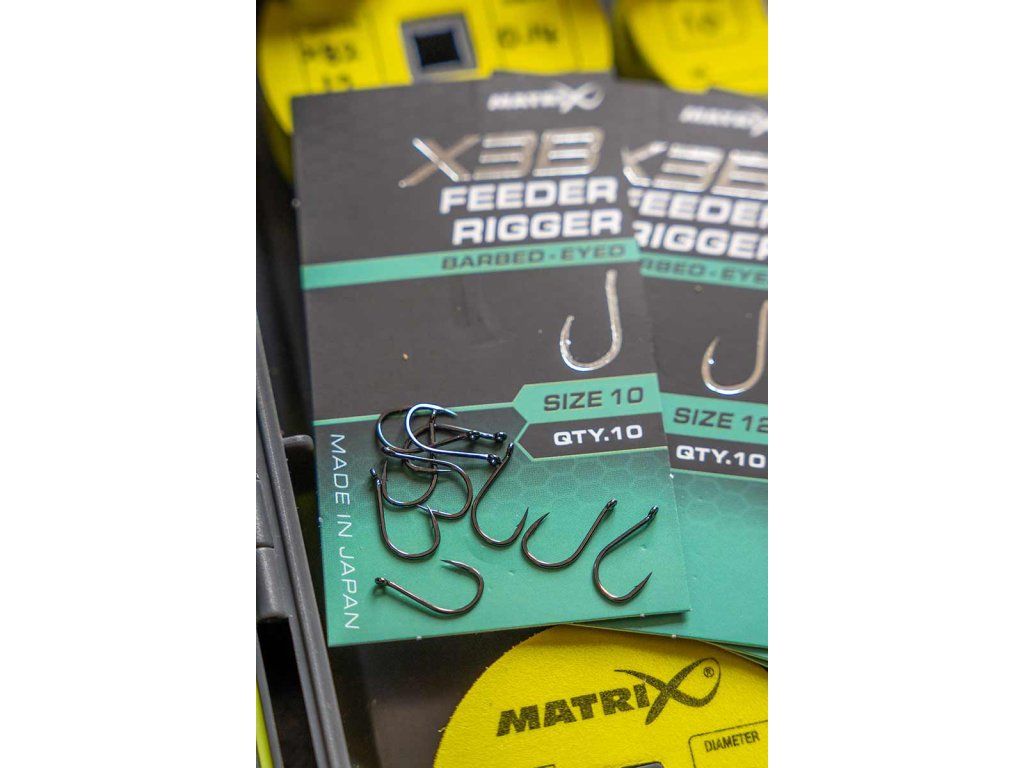 MATRIX
X3B
FEEDER
RIGGER
BARBED - EYED
SIZE 10
QTY.10
MADE IN JAPAN
MATRIX
X3B
FEEDER
RIGGER
SIZE 12
QTY.10
MATRIX®
DIAMETER